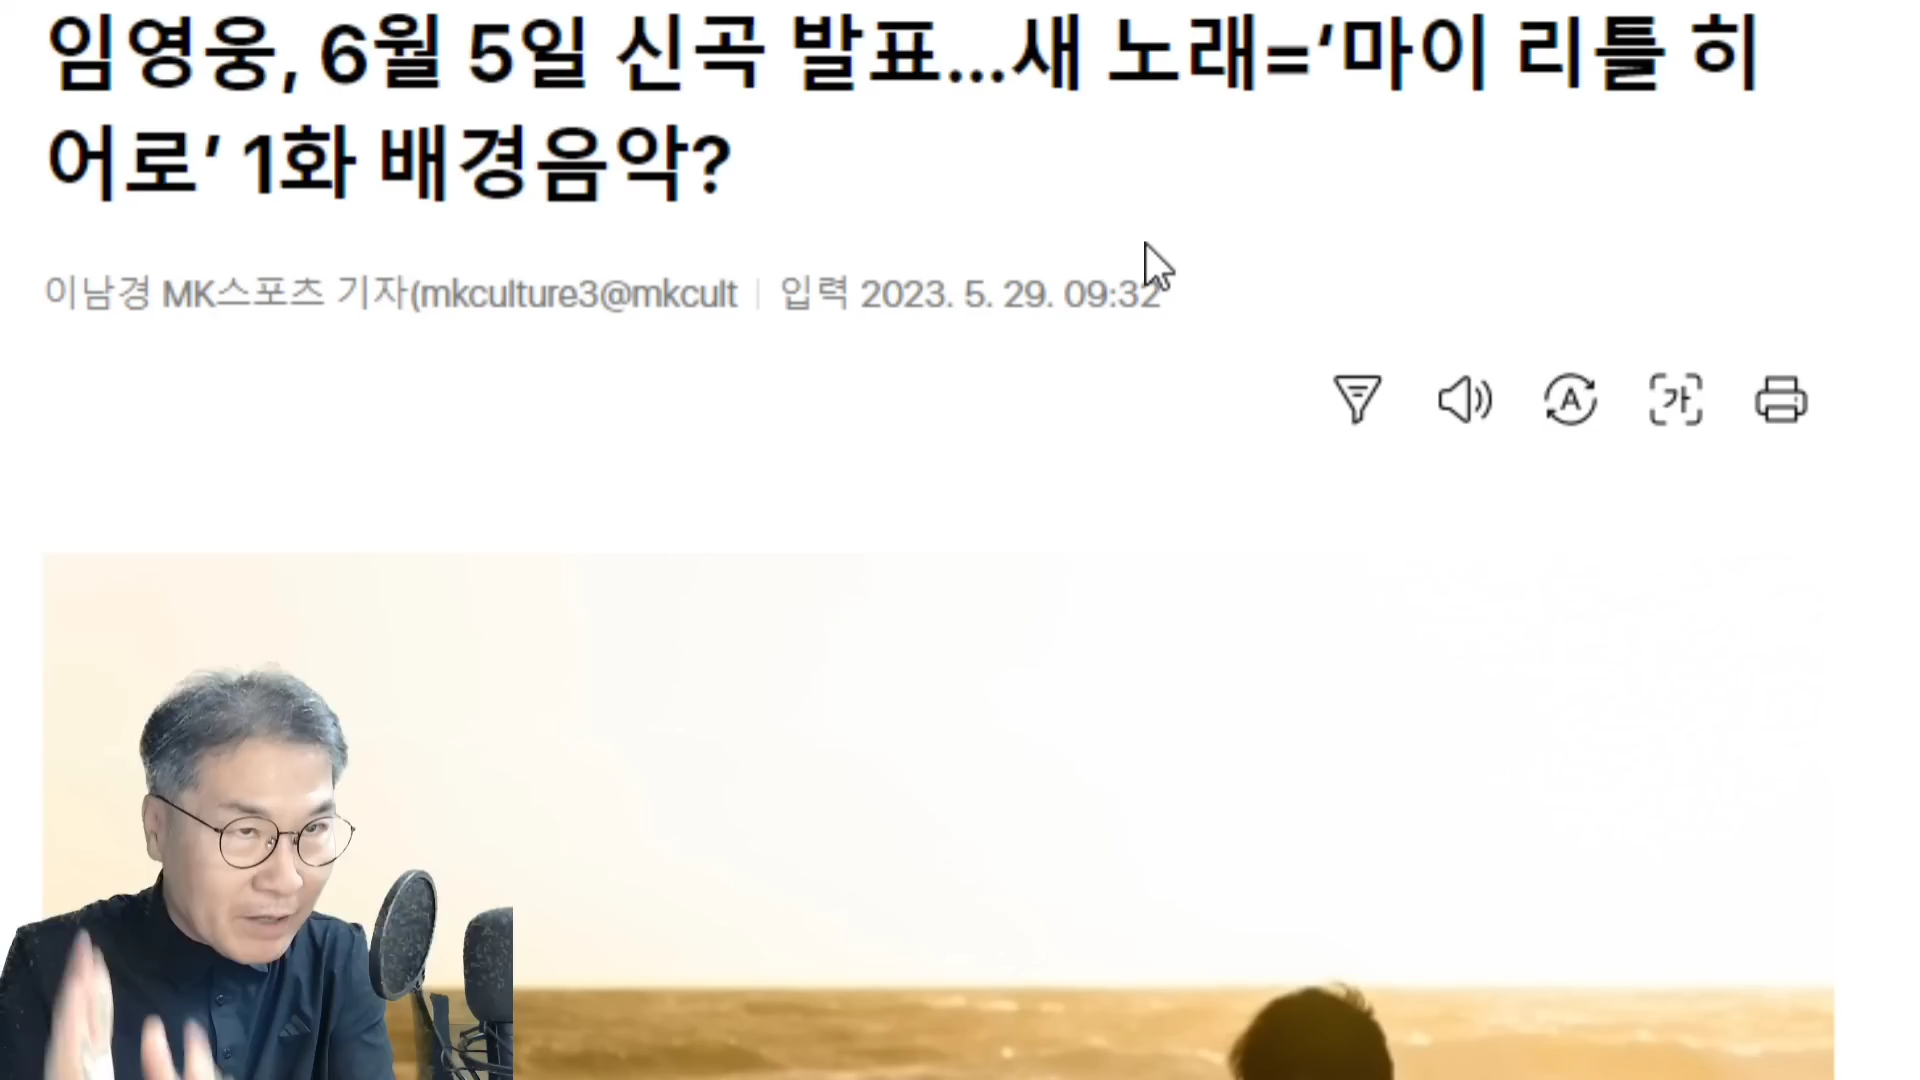 임영웅, 6월 5일 신곡 발표...새 노래=‘마이 리틀 히
어로’ 1화 배경음악?
이남경 MK스포츠 기자(mkculture3@mkcult
입력 2023. 5. 29. 09:32
A
가